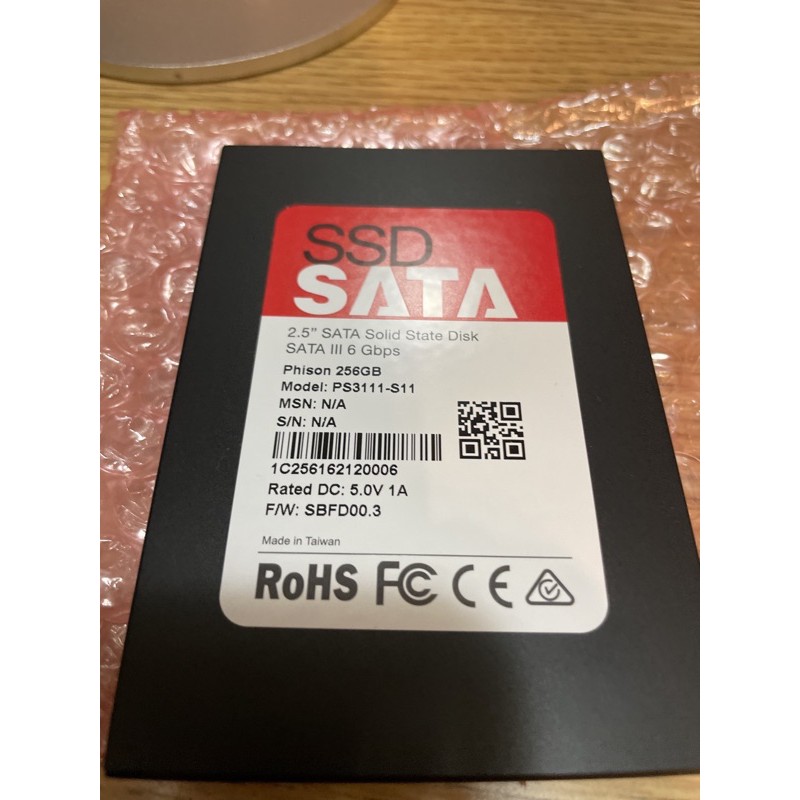 SSD
SATA
2.5” SATA Solid State Disk
SATA III 6 Gbps
Phison 256GB
Model: PS3111-S11
MSN: N/A
S/N: N/A
1C256162120006
Rated DC: 5.0V 1A
F/W: SBFD00.3
Made in Taiwan
RoHS FC CE